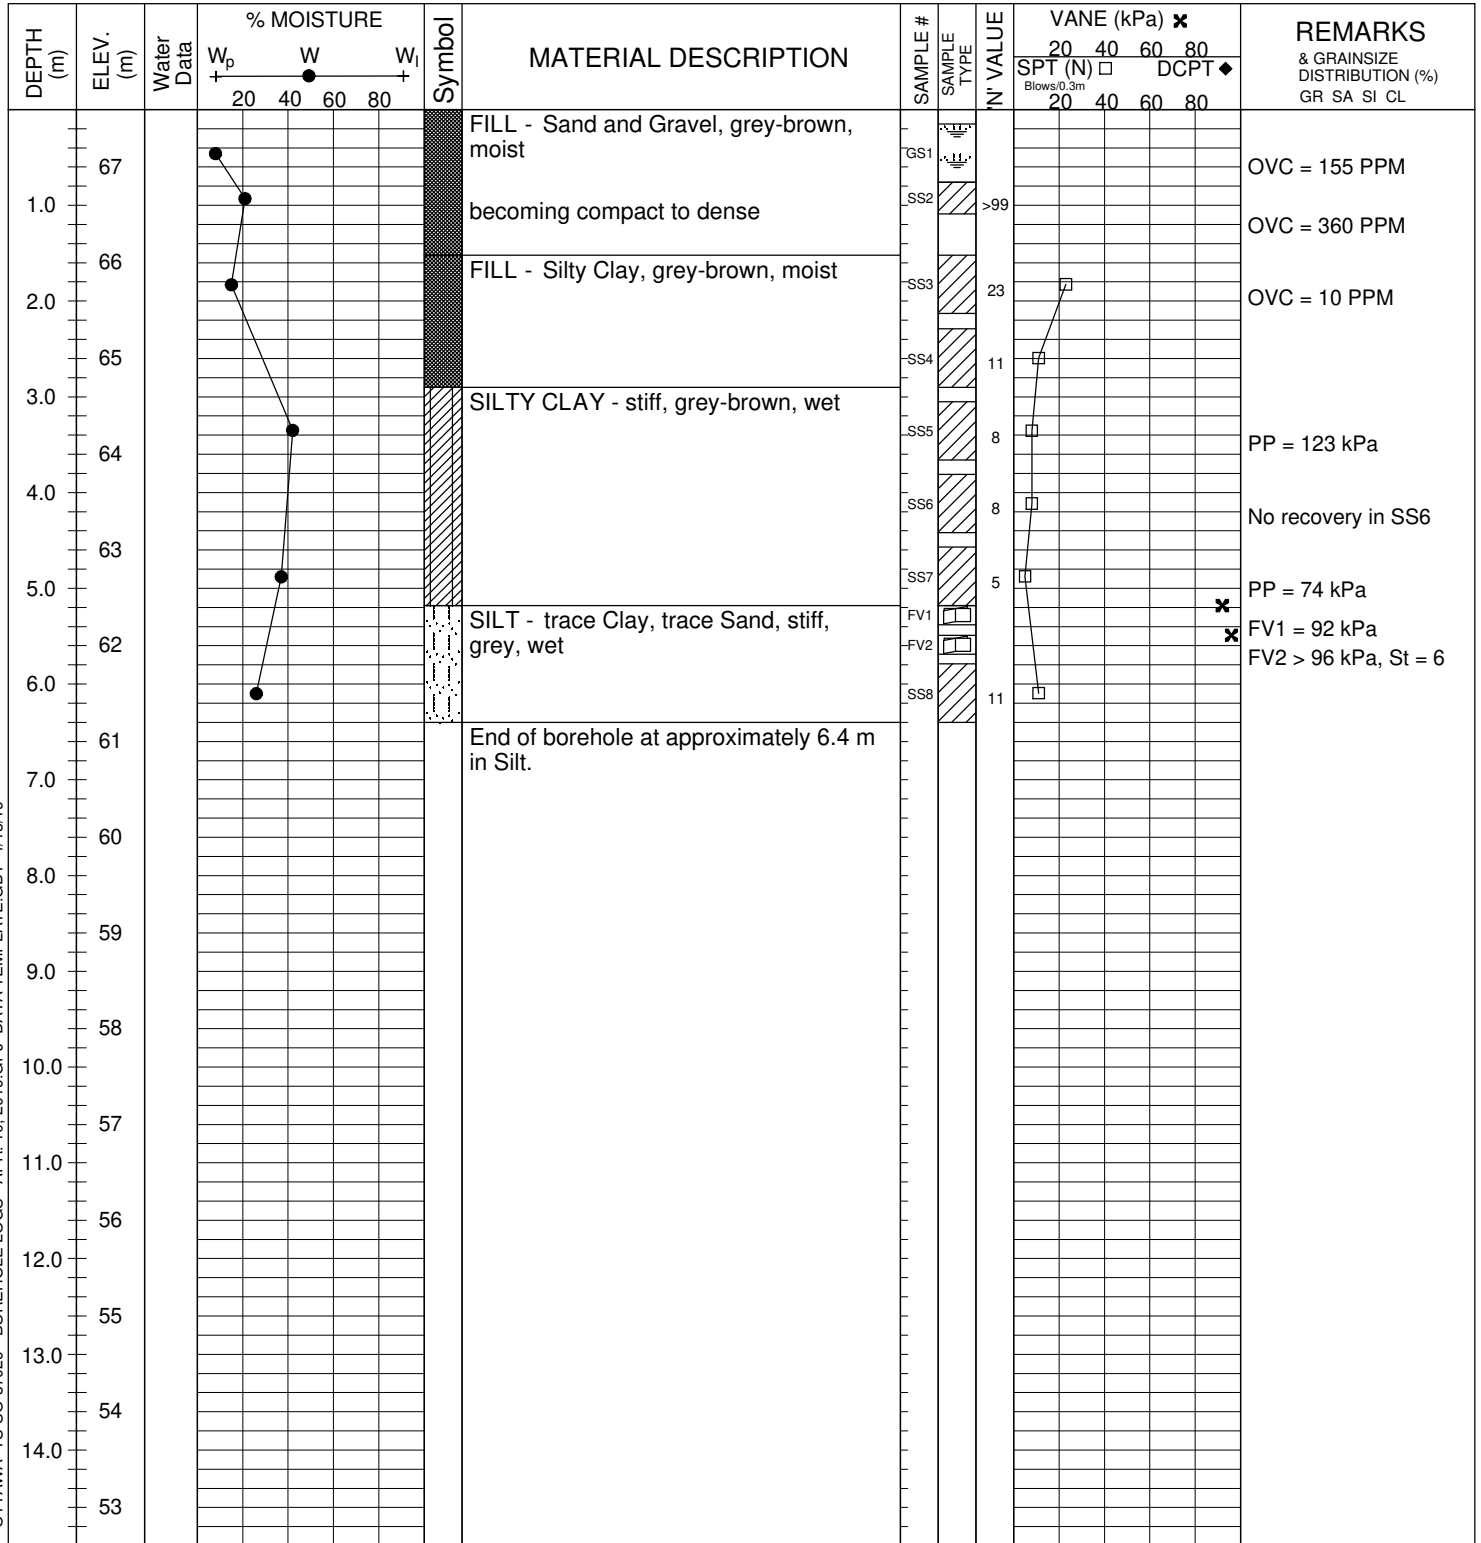 DEPTH (m)
ELEV. (m)
Water Data
% MOISTURE
Wp W Wl
20 40 60 80
Symbol
MATERIAL DESCRIPTION
SAMPLE #
SAMPLE TYPE
'N' VALUE
VANE (kPa) ✖
20 40 60 80
SPT (N) □ DCPT ◆
Blows/0.3m
20 40 60 80
REMARKS
& GRAINSIZE
DISTRIBUTION (%)
GR SA SI CL
FILL - Sand and Gravel, grey-brown,
moist
GS1
67
OVC = 155 PPM
1.0
becoming compact to dense
SS2
>99
OVC = 360 PPM
66
FILL - Silty Clay, grey-brown, moist
SS3
23
2.0
OVC = 10 PPM
65
SS4
11
3.0
SILTY CLAY - stiff, grey-brown, wet
SS5
8
PP = 123 kPa
64
4.0
SS6
8
No recovery in SS6
63
SS7
5
5.0
PP = 74 kPa
SILT - trace Clay, trace Sand, stiff,
grey, wet
FV1
FV1 = 92 kPa
62
FV2
FV2 > 96 kPa, St = 6
6.0
SS8
11
61
End of borehole at approximately 6.4 m
in Silt.
7.0
60
8.0
59
9.0
58
10.0
57
11.0
56
12.0
55
13.0
54
14.0
53